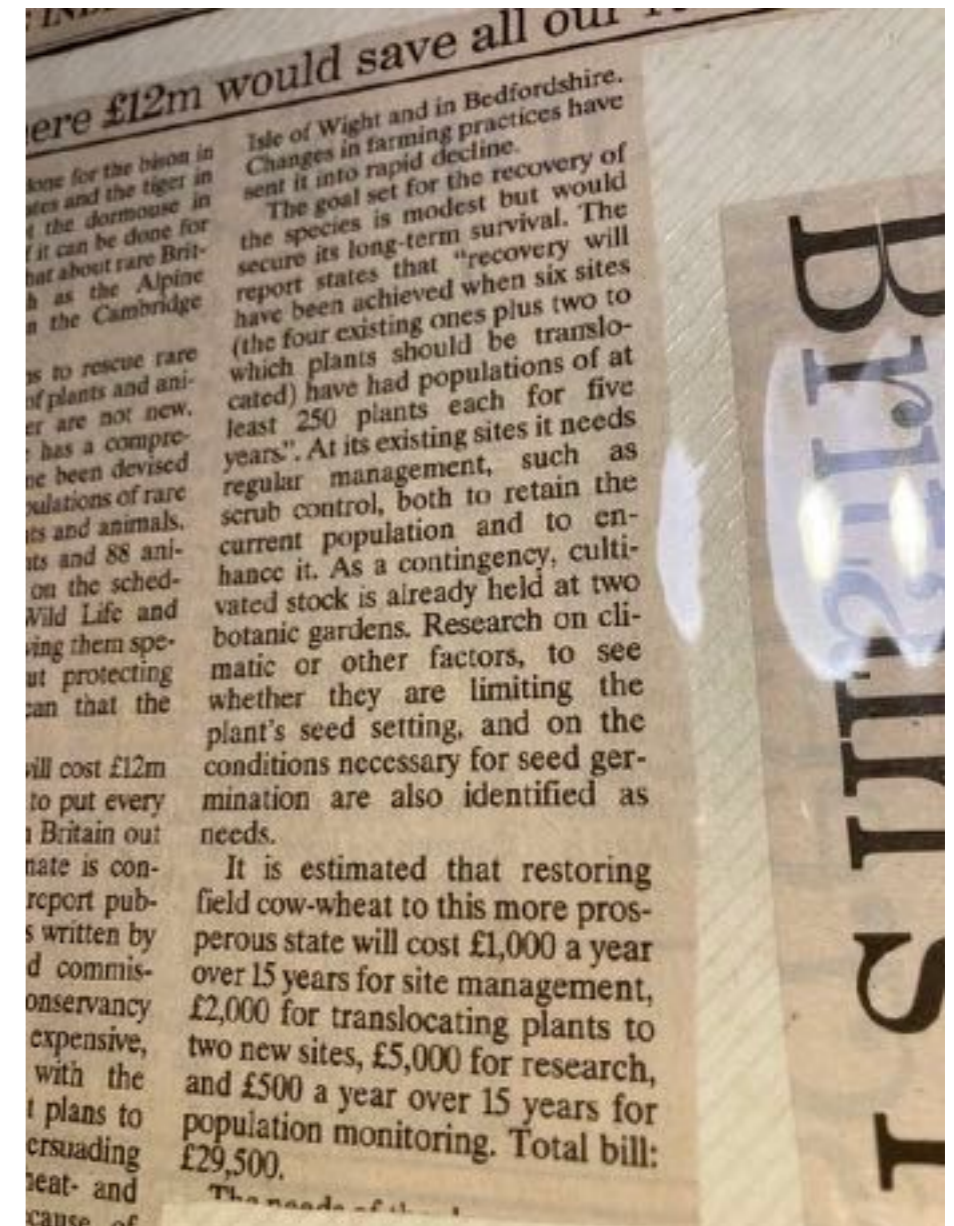 ere £12m would save all our
lone for the bison in
ates and the tiger in
the dormouse in
f it can be done for
hat about rare Brit-
h as the Alpine
n the Cambridge
ns to rescue rare
of plants and ani-
er are not new.
has a compre-
ne been devised
pulations of rare
ts and animals.
nts and 88 ani-
on the sched-
Wild Life and
ving them spe-
ut protecting
ean that the
will cost £12m
to put every
n Britain out
mate is con-
report pub-
s written by
d commis-
onservancy
expensive,
with the
t plans to
ersuading
heat- and
cause of
Isle of Wight and in Bedfordshire.
Changes in farming practices have
sent it into rapid decline.
The goal set for the recovery of
the species is modest but would
secure its long-term survival. The
report states that "recovery will
have been achieved when six sites
(the four existing ones plus two to
which plants should be translo-
cated) have had populations of at
least 250 plants each for five
years". At its existing sites it needs
regular management, such as
scrub control, both to retain the
current population and to en-
hance it. As a contingency, culti-
vated stock is already held at two
botanic gardens. Research on cli-
matic or other factors, to see
whether they are limiting the
plant's seed setting, and on the
conditions necessary for seed ger-
mination are also identified as
needs.
It is estimated that restoring
field cow-wheat to this more pros-
perous state will cost £1,000 a year
over 15 years for site management,
£2,000 for translocating plants to
two new sites, £5,000 for research,
and £500 a year over 15 years for
population monitoring. Total bill:
£29,500.
The needs of